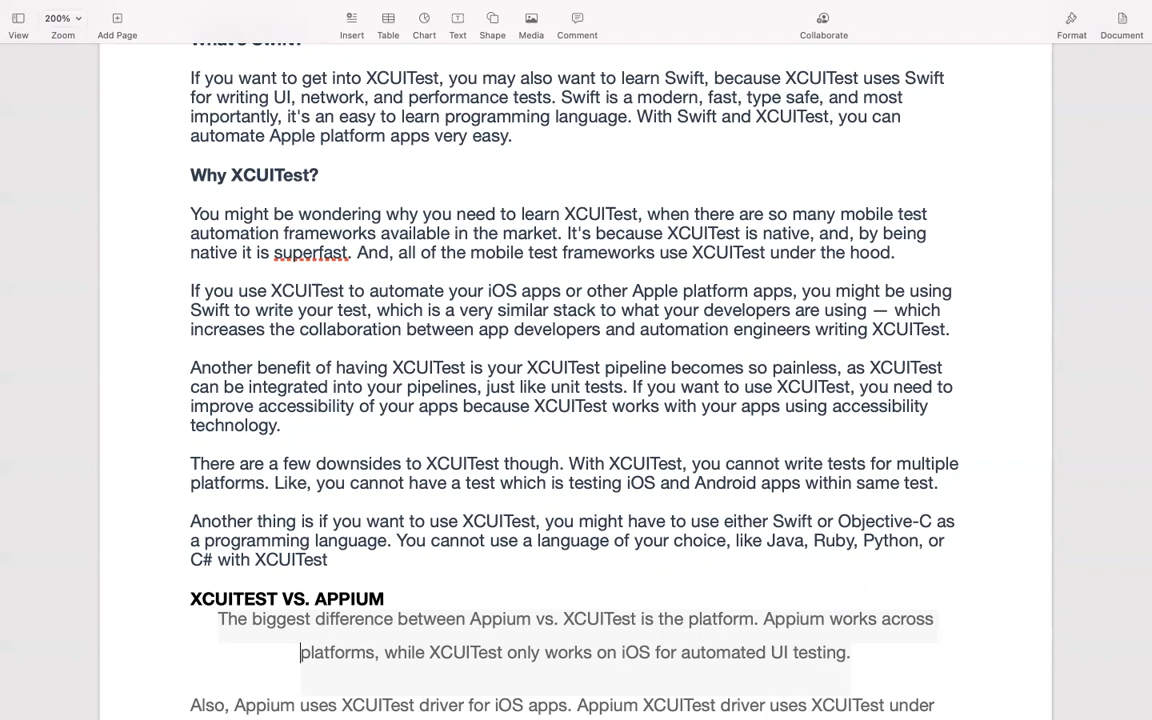 200%
View
Zoom
Add Page
Insert
Table
Chart
Text
Shape
Media
Comment
Collaborate
Format
Document
What's Swift?
If you want to get into XCUITest, you may also want to learn Swift, because XCUITest uses Swift
for writing UI, network, and performance tests. Swift is a modern, fast, type safe, and most
importantly, it's an easy to learn programming language. With Swift and XCUITest, you can
automate Apple platform apps very easy.
Why XCUITest?
You might be wondering why you need to learn XCUITest, when there are so many mobile test
automation frameworks available in the market. It's because XCUITest is native, and, by being
native it is superfast. And, all of the mobile test frameworks use XCUITest under the hood.
If you use XCUITest to automate your iOS apps or other Apple platform apps, you might be using
Swift to write your test, which is a very similar stack to what your developers are using — which
increases the collaboration between app developers and automation engineers writing XCUITest.
Another benefit of having XCUITest is your XCUITest pipeline becomes so painless, as XCUITest
can be integrated into your pipelines, just like unit tests. If you want to use XCUITest, you need to
improve accessibility of your apps because XCUITest works with your apps using accessibility
technology.
There are a few downsides to XCUITest though. With XCUITest, you cannot write tests for multiple
platforms. Like, you cannot have a test which is testing iOS and Android apps within same test.
Another thing is if you want to use XCUITest, you might have to use either Swift or Objective-C as
a programming language. You cannot use a language of your choice, like Java, Ruby, Python, or
C# with XCUITest
XCUITEST VS. APPIUM
The biggest difference between Appium vs. XCUITest is the platform. Appium works across
platforms, while XCUITest only works on iOS for automated UI testing.
Also, Appium uses XCUITest driver for iOS apps. Appium XCUITest driver uses XCUITest under